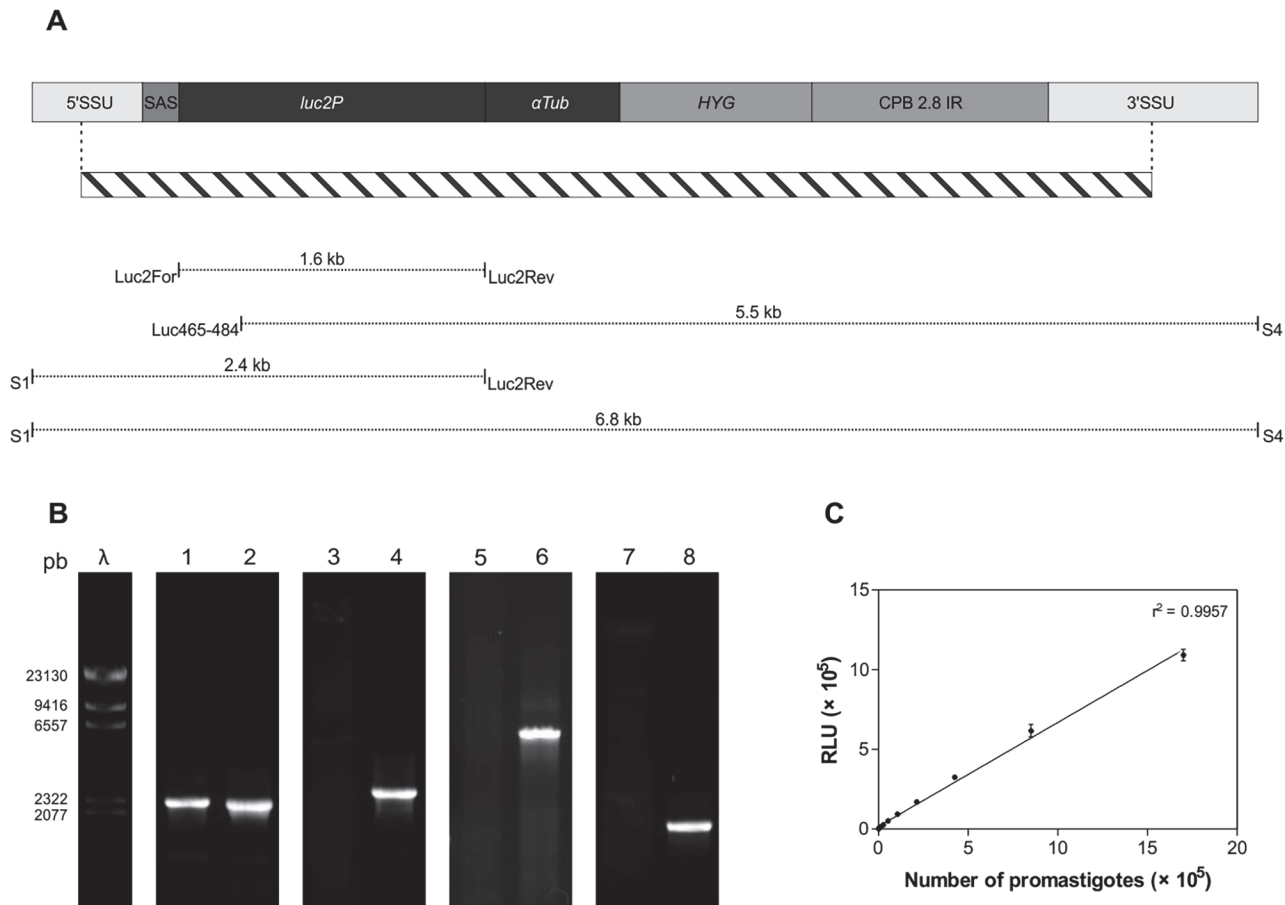 A
5'SSU SAS luc2P αTub HYG CPB 2.8 IR 3'SSU
1.6 kb
Luc2For Luc2Rev
5.5 kb
Luc465-484 S4
2.4 kb
S1 Luc2Rev
6.8 kb
S1 S4
B
pb λ 1 2 3 4 5 6 7 8
23130
9416
6557
2322
2077
C
r² = 0.9957
15
10
5
0
RLU (× 10⁵)
0 5 10 15 20
Number of promastigotes (× 10⁵)